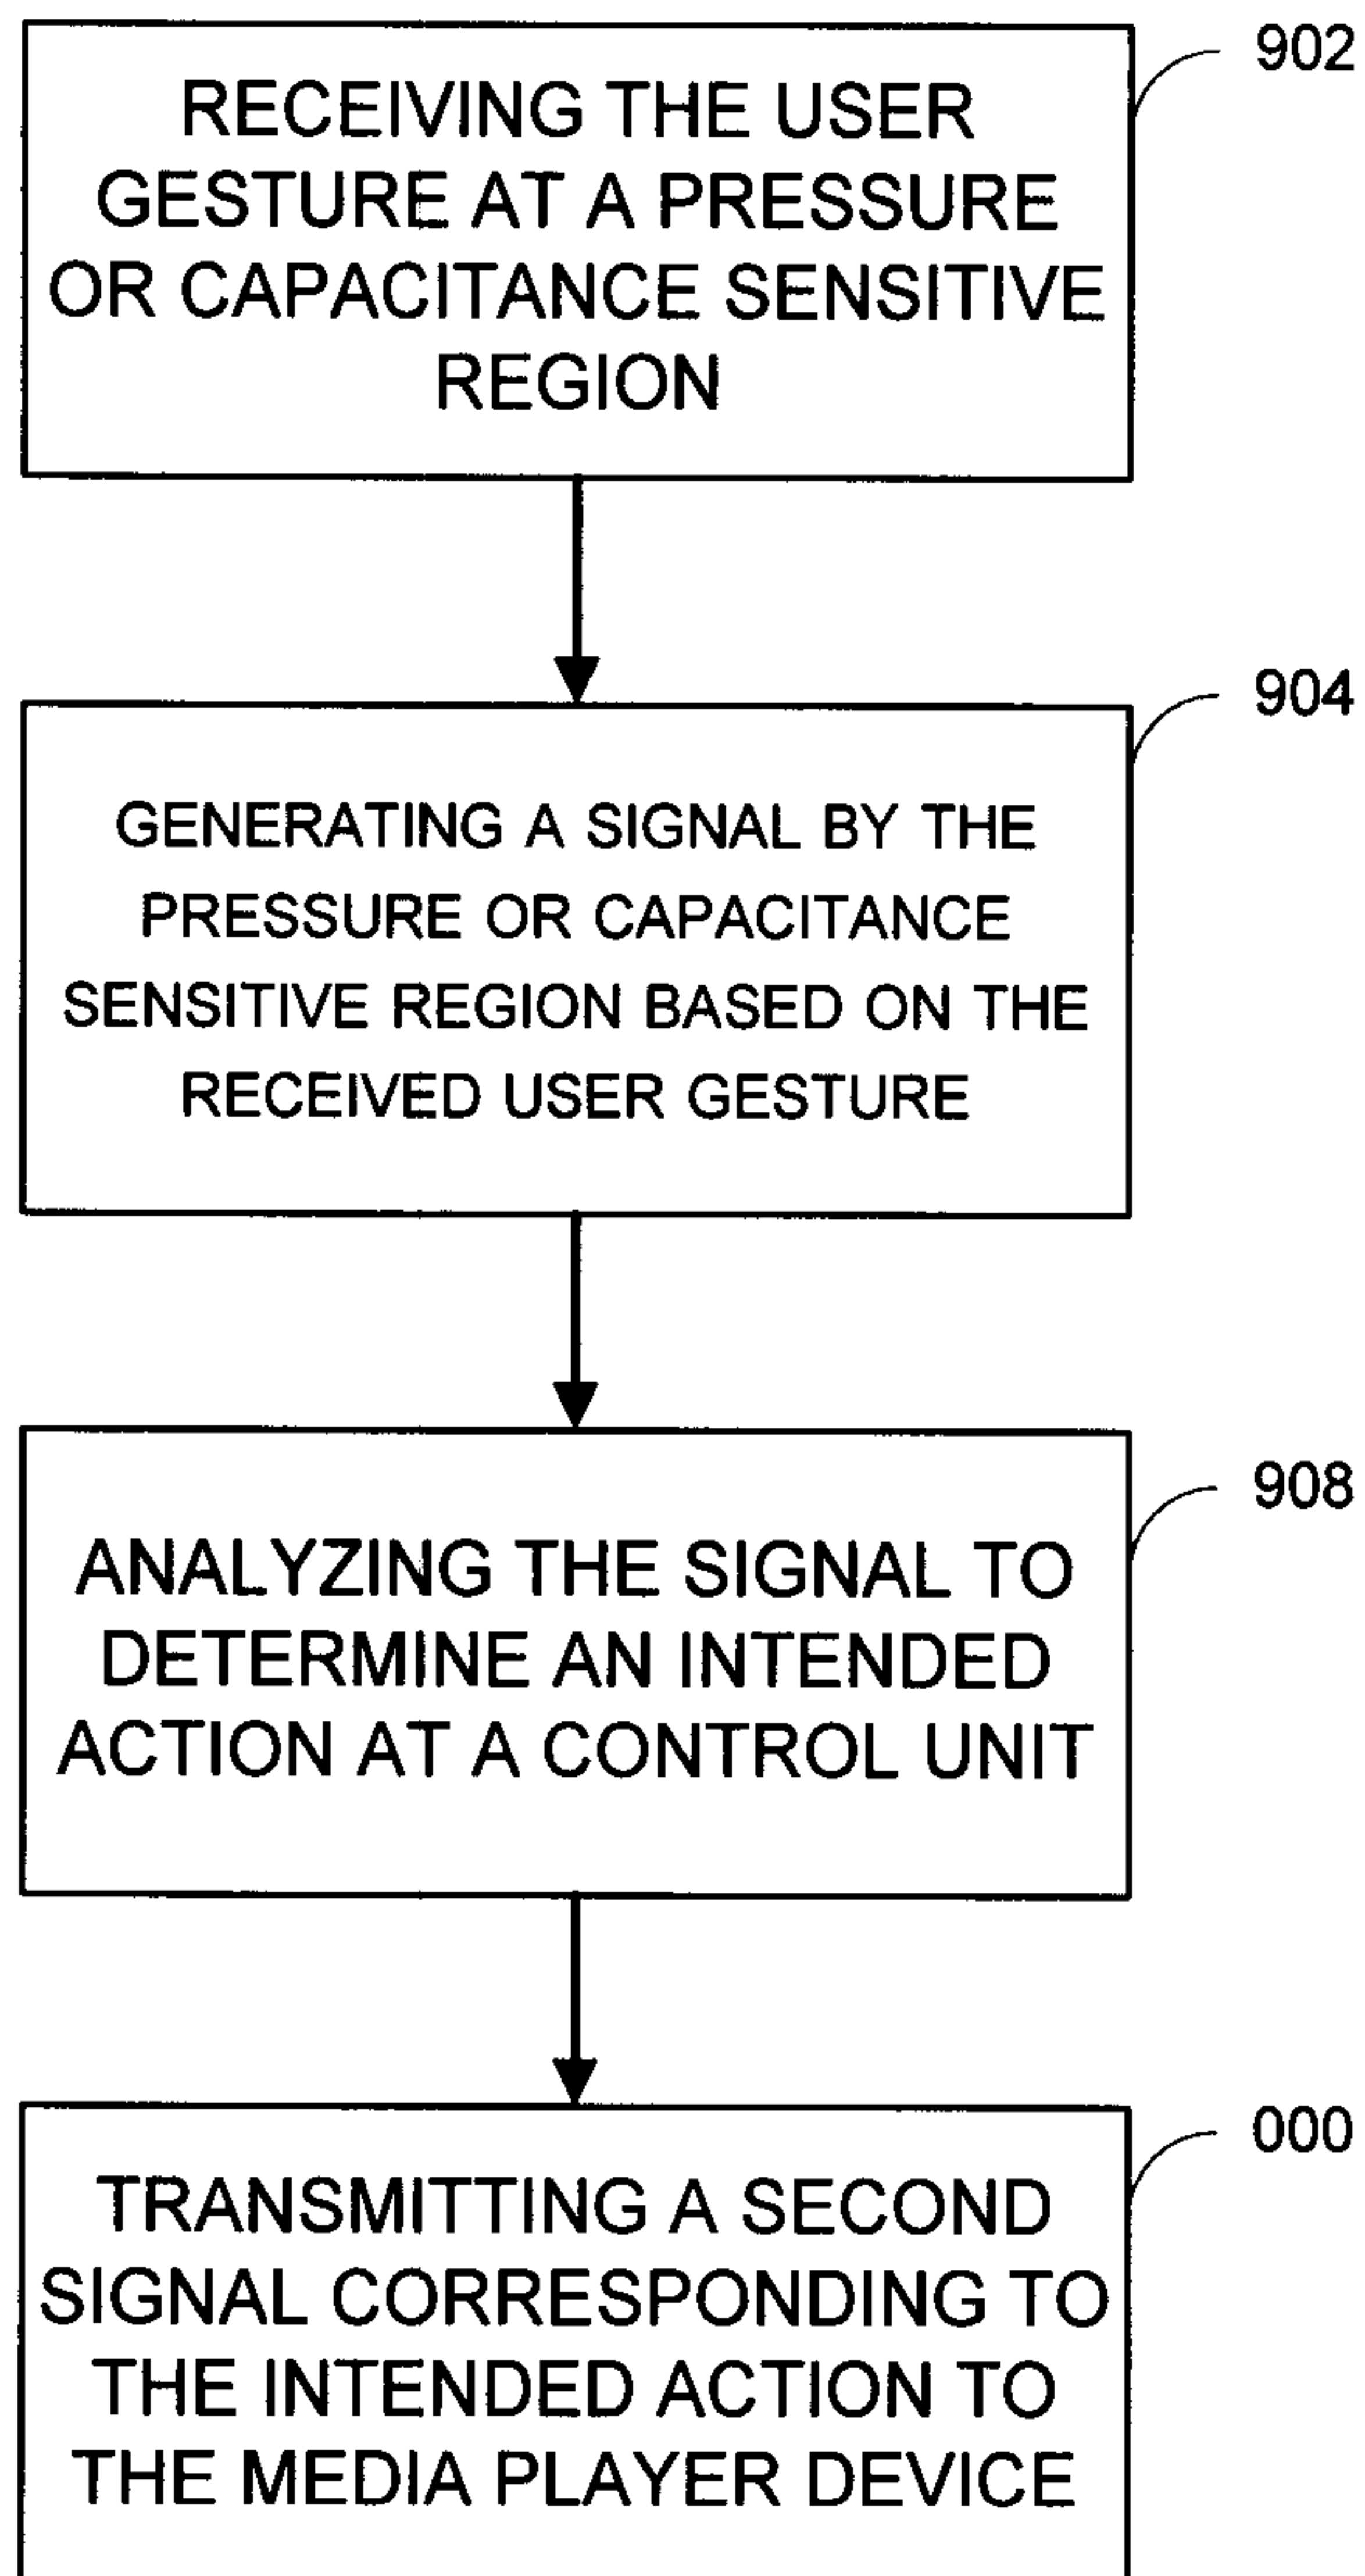 902
RECEIVING THE USER
GESTURE AT A PRESSURE
OR CAPACITANCE SENSITIVE
REGION
904
GENERATING A SIGNAL BY THE
PRESSURE OR CAPACITANCE
SENSITIVE REGION BASED ON THE
RECEIVED USER GESTURE
908
ANALYZING THE SIGNAL TO
DETERMINE AN INTENDED
ACTION AT A CONTROL UNIT
000
TRANSMITTING A SECOND
SIGNAL CORRESPONDING TO
THE INTENDED ACTION TO
THE MEDIA PLAYER DEVICE